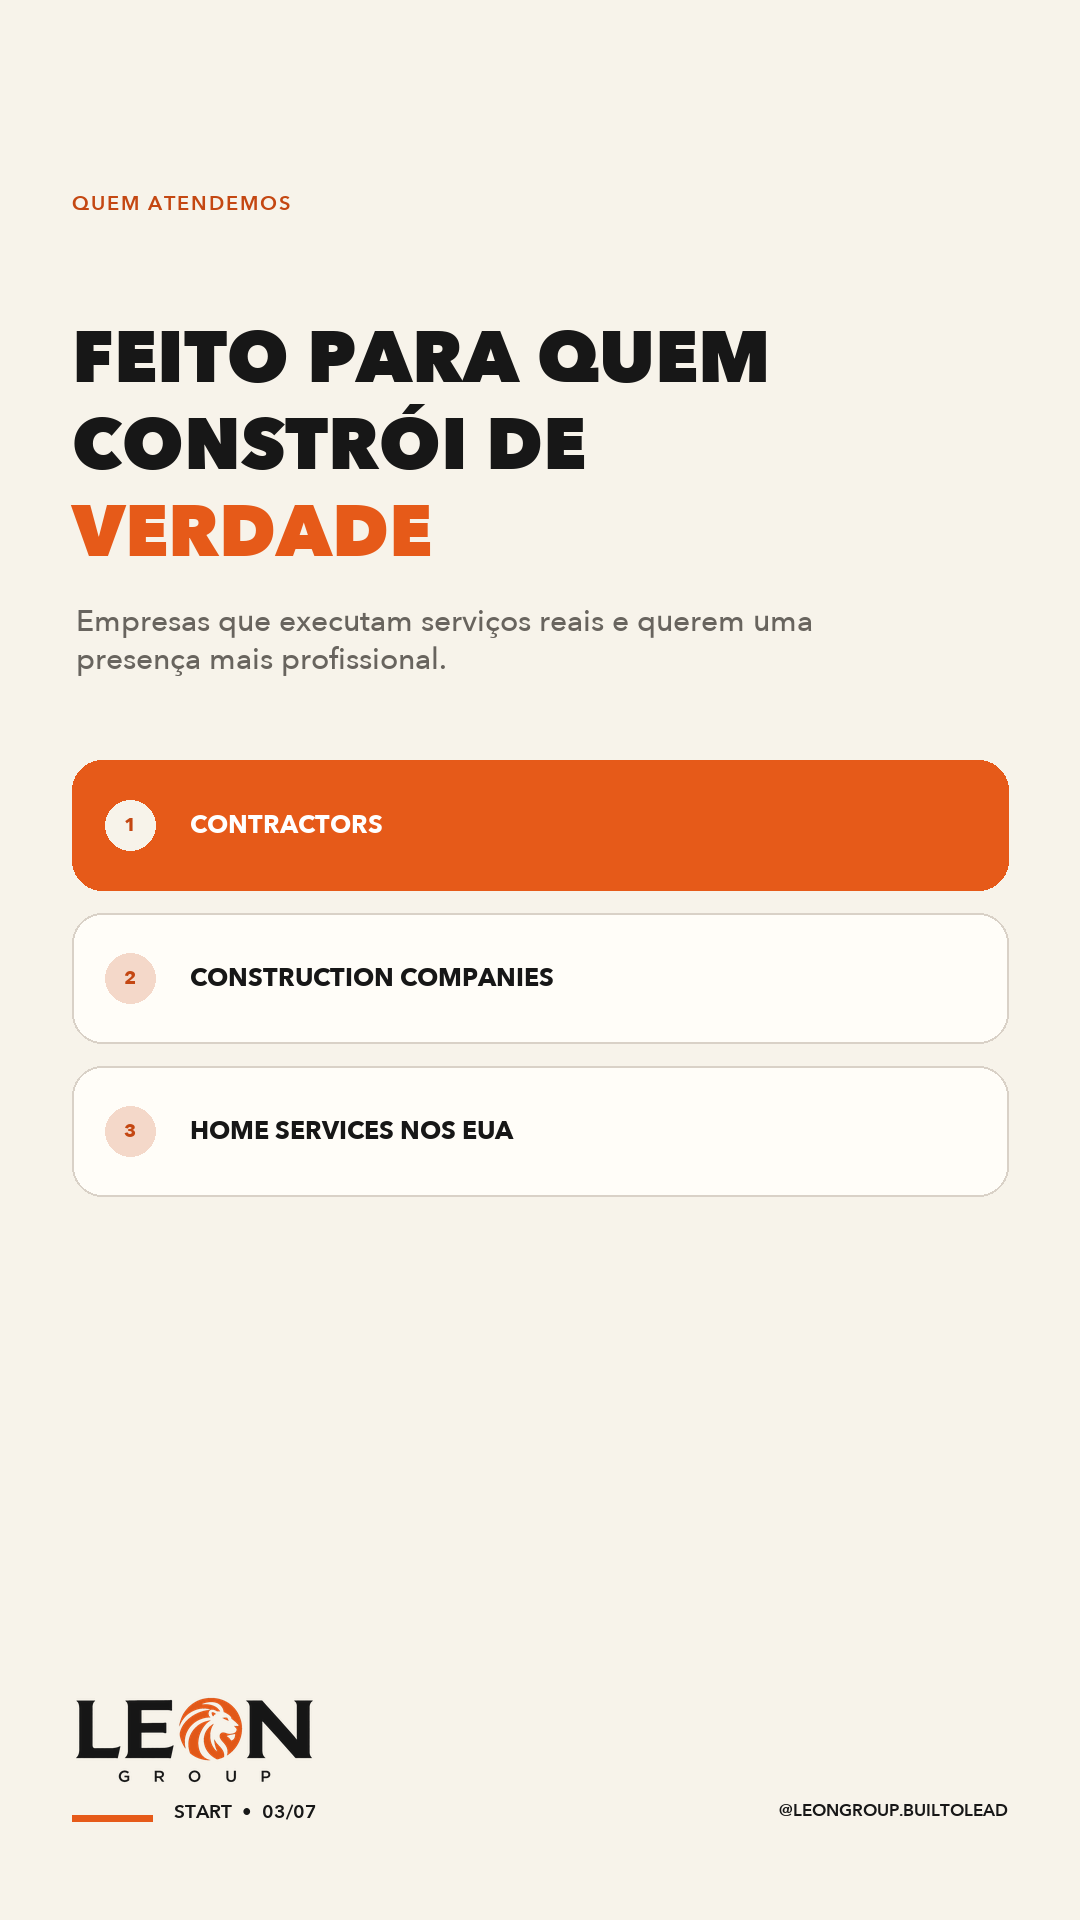 QUEM ATENDEMOS
FEITO PARA QUEM
CONSTRÓI DE
VERDADE
Empresas que executam serviços reais e querem uma
presença mais profissional.
1 CONTRACTORS
2 CONSTRUCTION COMPANIES
3 HOME SERVICES NOS EUA
LEON
GROUP
START • 03/07
@LEONGROUP.BUILTOLEAD